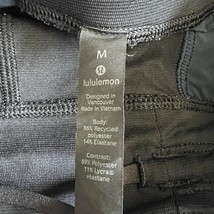 M
lululemon
Designed in
Vancouver
Made in Vietnam
Body:
86% Recycled
polyester
14% Elastane
Contrast:
89% Polyester
11% Lycra®
elastane